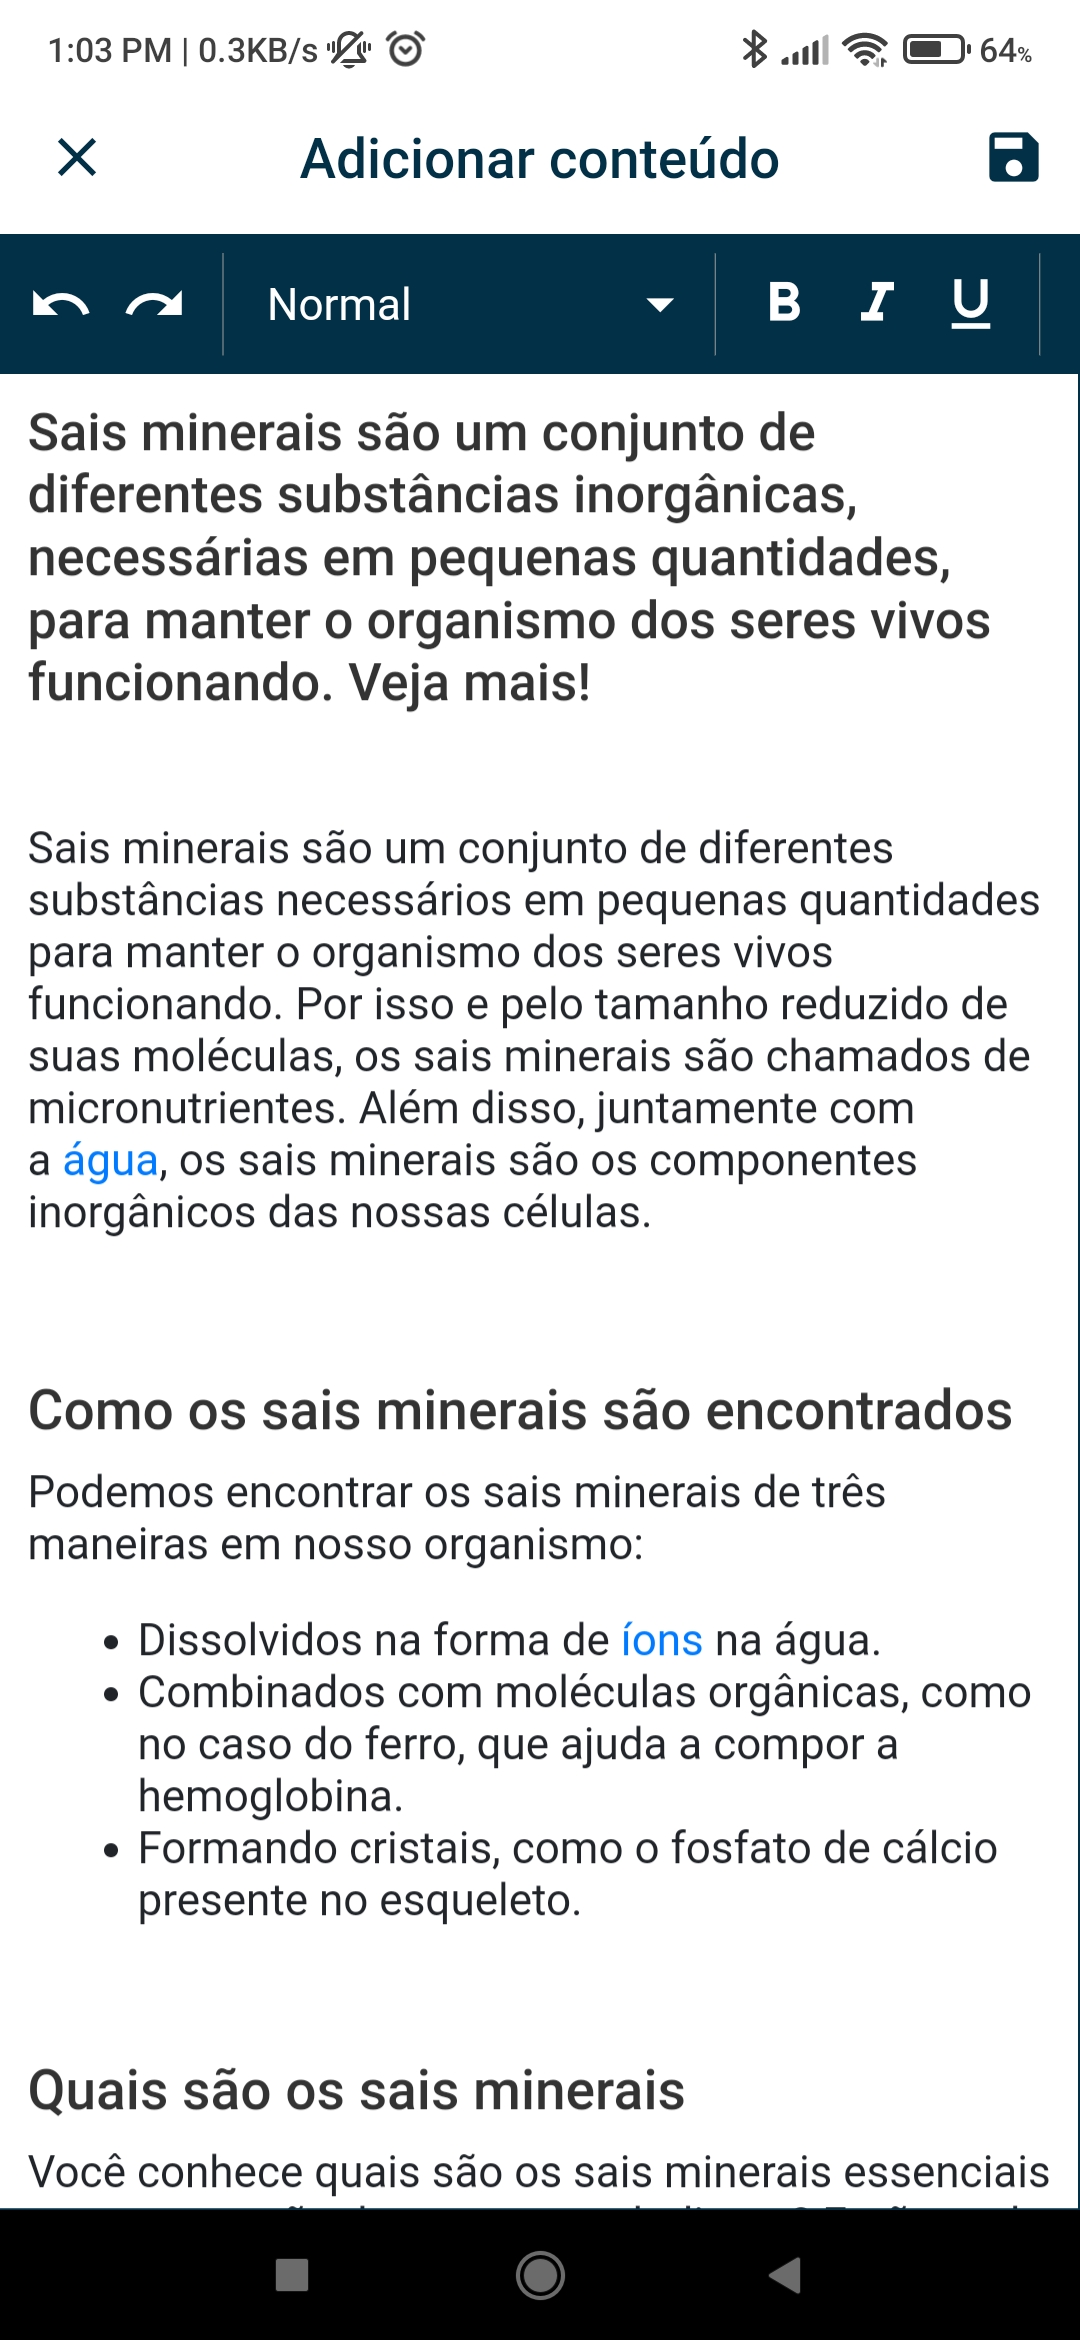 1:03 PM | 0.3KB/s
64%
Adicionar conteúdo
Normal
B I U
Sais minerais são um conjunto de
diferentes substâncias inorgânicas,
necessárias em pequenas quantidades,
para manter o organismo dos seres vivos
funcionando. Veja mais!
Sais minerais são um conjunto de diferentes
substâncias necessários em pequenas quantidades
para manter o organismo dos seres vivos
funcionando. Por isso e pelo tamanho reduzido de
suas moléculas, os sais minerais são chamados de
micronutrientes. Além disso, juntamente com
a água, os sais minerais são os componentes
inorgânicos das nossas células.
Como os sais minerais são encontrados
Podemos encontrar os sais minerais de três
maneiras em nosso organismo:
• Dissolvidos na forma de íons na água.
• Combinados com moléculas orgânicas, como
no caso do ferro, que ajuda a compor a
hemoglobina.
• Formando cristais, como o fosfato de cálcio
presente no esqueleto.
Quais são os sais minerais
Você conhece quais são os sais minerais essenciais